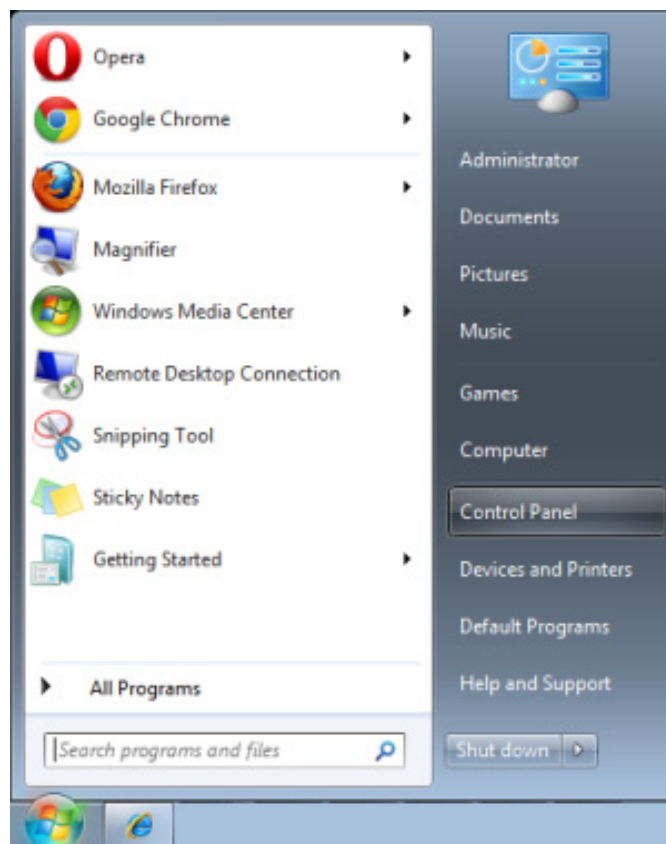 Opera
Google Chrome
Mozilla Firefox
Magnifier
Windows Media Center
Remote Desktop Connection
Snipping Tool
Sticky Notes
Getting Started
All Programs
Search programs and files
Administrator
Documents
Pictures
Music
Games
Computer
Control Panel
Devices and Printers
Default Programs
Help and Support
Shut down